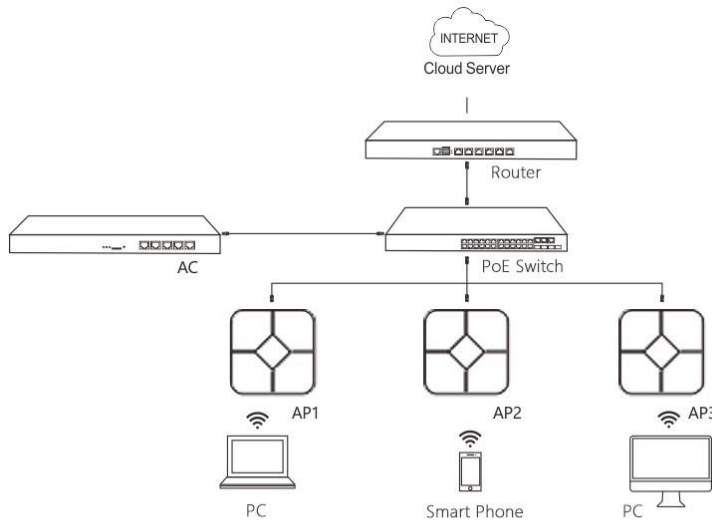 INTERNET
Cloud Server
Router
AC
PoE Switch
AP1
AP2
AP3
PC
Smart Phone
PC